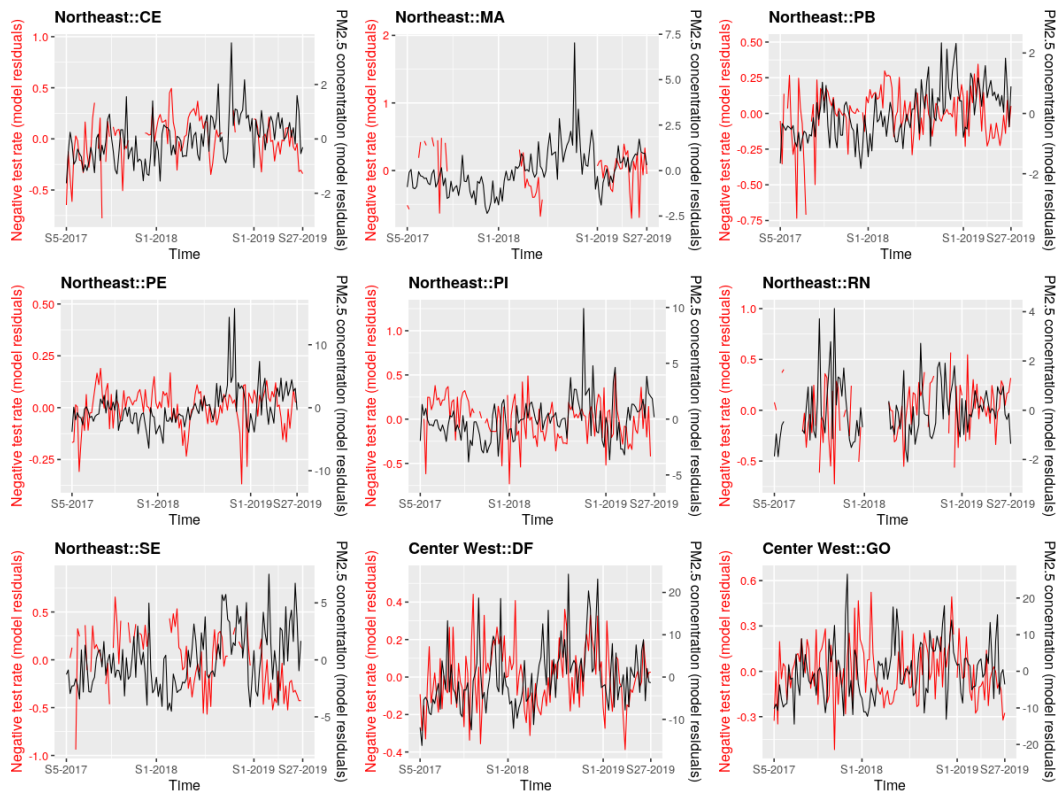 Northeast::CE
Negative test rate (model residuals)
1.0
0.5
0.0
-0.5
PM2.5 concentration (model residuals)
2
0
-2
S5-2017
S1-2018
S1-2019
S27-2019
Time
Northeast::MA
Negative test rate (model residuals)
2
1
0
PM2.5 concentration (model residuals)
7.5
5.0
2.5
0.0
-2.5
S5-2017
S1-2018
S1-2019
S27-2019
Time
Northeast::PB
Negative test rate (model residuals)
0.50
0.25
0.00
-0.25
-0.50
-0.75
PM2.5 concentration (model residuals)
2
0
-2
S5-2017
S1-2018
S1-2019
S27-2019
Time
Northeast::PE
Negative test rate (model residuals)
0.50
0.25
0.00
-0.25
PM2.5 concentration (model residuals)
10
0
-10
S5-2017
S1-2018
S1-2019
S27-2019
Time
Northeast::PI
Negative test rate (model residuals)
1.0
0.5
0.0
-0.5
PM2.5 concentration (model residuals)
10
5
0
-5
S5-2017
S1-2018
S1-2019
S27-2019
Time
Northeast::RN
Negative test rate (model residuals)
1.0
0.5
0.0
-0.5
PM2.5 concentration (model residuals)
4
2
0
-2
S5-2017
S1-2018
S1-2019
S27-2019
Time
Northeast::SE
Negative test rate (model residuals)
0.5
0.0
-0.5
-1.0
PM2.5 concentration (model residuals)
5
0
-5
S5-2017
S1-2018
S1-2019
S27-2019
Time
Center West::DF
Negative test rate (model residuals)
0.4
0.2
0.0
-0.2
-0.4
PM2.5 concentration (model residuals)
20
10
0
-10
S5-2017
S1-2018
S1-2019
S27-2019
Time
Center West::GO
Negative test rate (model residuals)
0.6
0.3
0.0
-0.3
PM2.5 concentration (model residuals)
20
10
0
-10
-20
S5-2017
S1-2018
S1-2019
S27-2019
Time